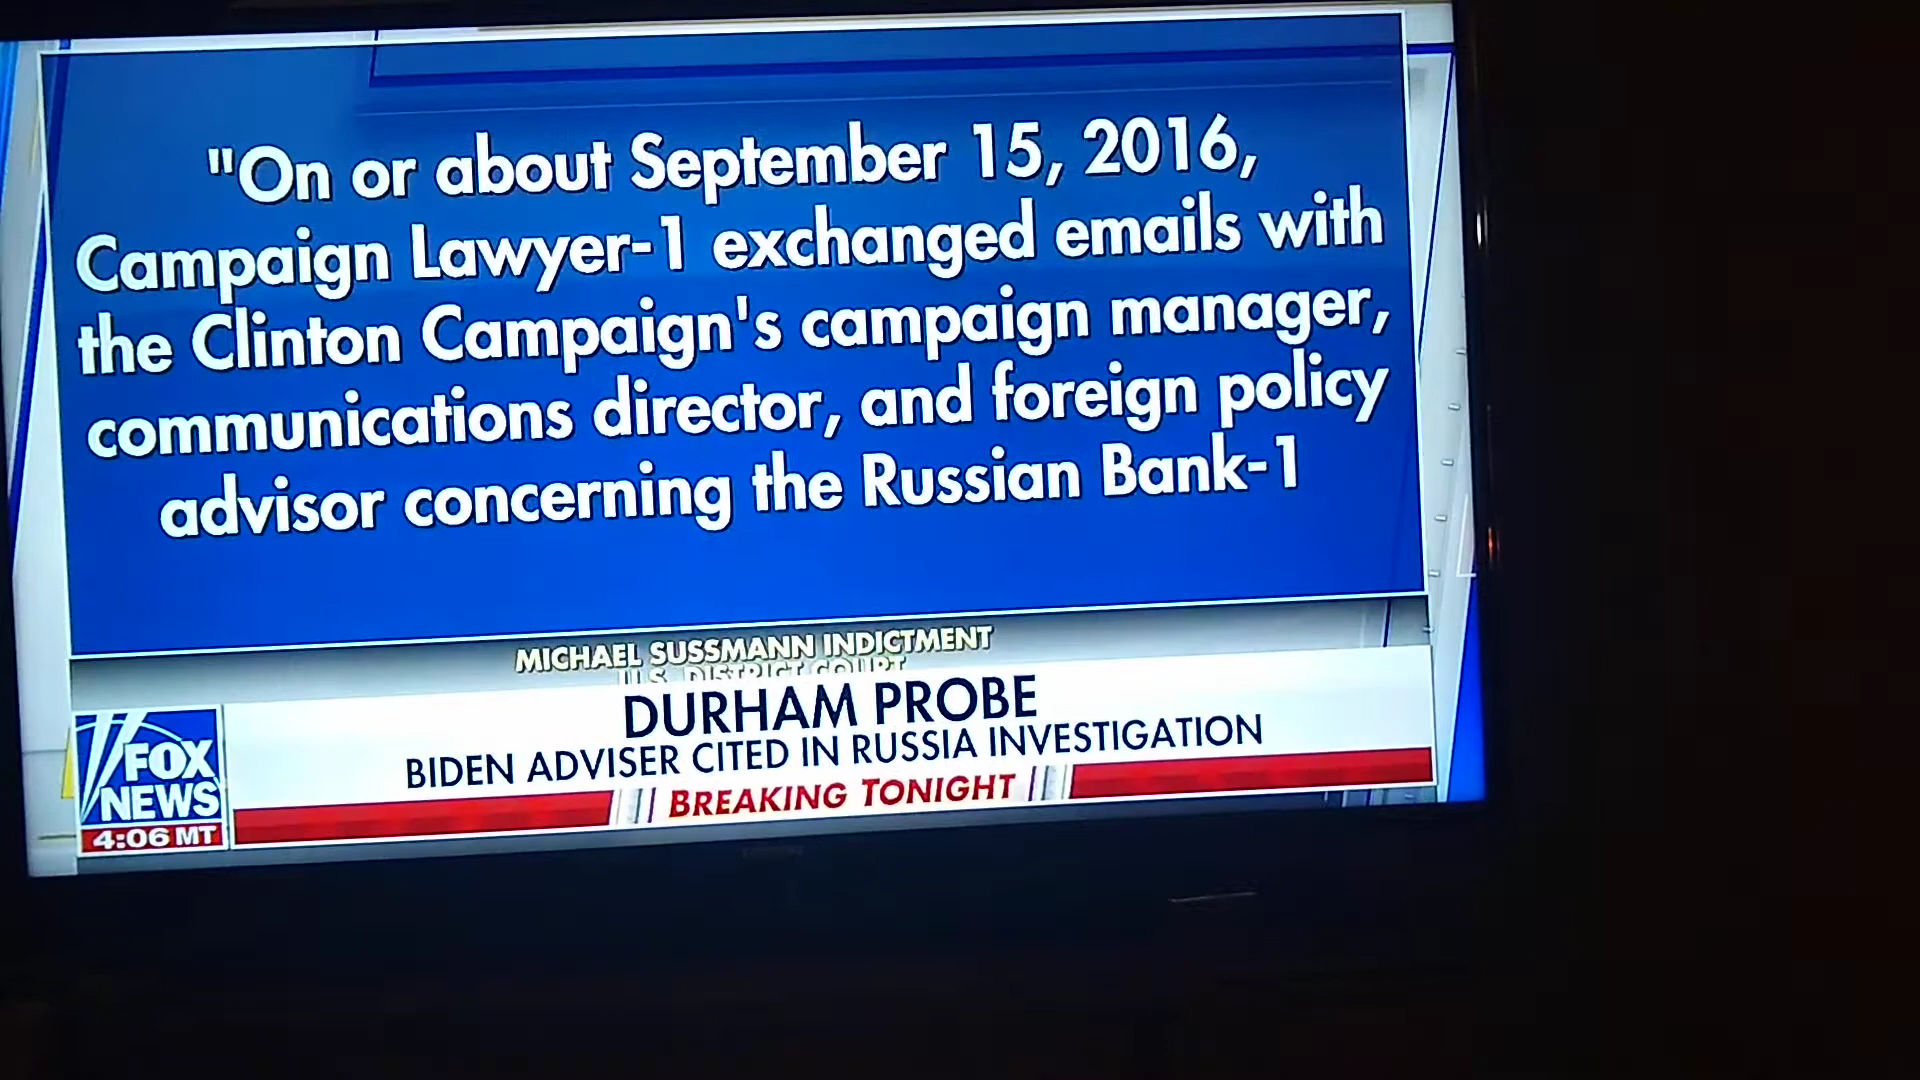 "On or about September 15, 2016,
Campaign Lawyer-1 exchanged emails with
the Clinton Campaign's campaign manager,
communications director, and foreign policy
advisor concerning the Russian Bank-1
MICHAEL SUSSMANN INDICTMENT
U.S. DISTRICT COURT
DURHAM PROBE
BIDEN ADVISER CITED IN RUSSIA INVESTIGATION
BREAKING TONIGHT
FOX
NEWS
4:06 MT